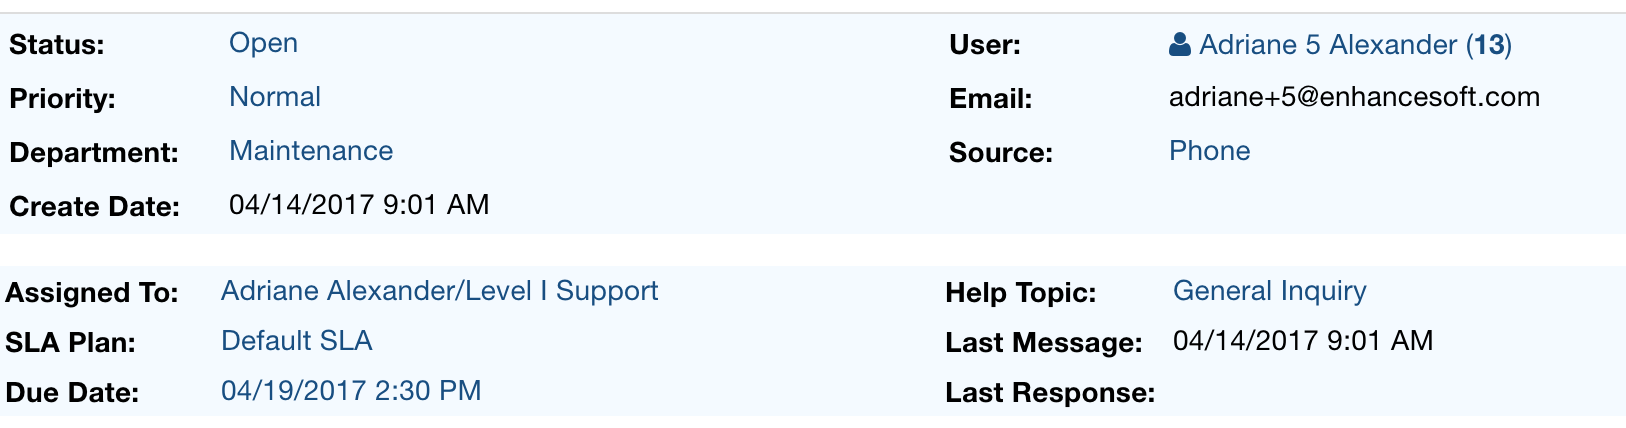 Status: Open User: Adriane 5 Alexander (13)
Priority: Normal Email: adriane+5@enhancesoft.com
Department: Maintenance Source: Phone
Create Date: 04/14/2017 9:01 AM
Assigned To: Adriane Alexander/Level I Support Help Topic: General Inquiry
SLA Plan: Default SLA Last Message: 04/14/2017 9:01 AM
Due Date: 04/19/2017 2:30 PM Last Response: